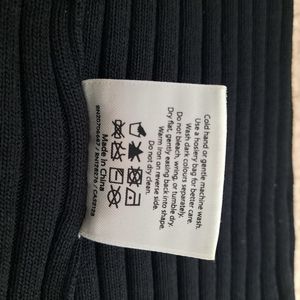 Cold hand or gentle machine wash.
Use a hosiery bag for better care.
Wash dark colours separately.
Do not bleach, wring, or tumble dry.
Dry flat, gently easing back into shape.
Warm iron on reverse side.
Do not dry clean.
Made in China